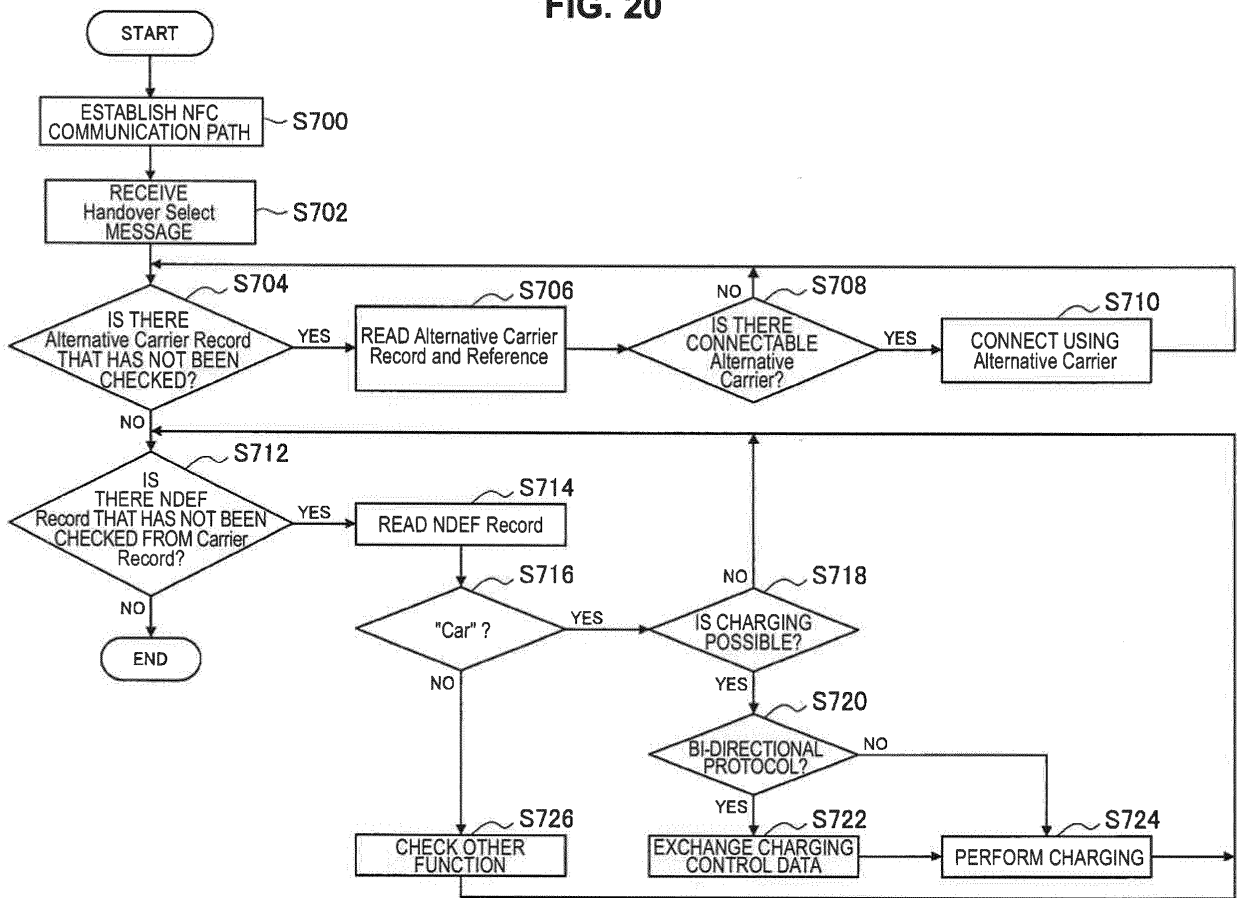 FIG. 20
START
ESTABLISH NFC
COMMUNICATION PATH
S700
RECEIVE
Handover Select
MESSAGE
S702
S704
IS THERE
Alternative Carrier Record
THAT HAS NOT BEEN
CHECKED?
YES
NO
S706
READ Alternative Carrier
Record and Reference
S708
NO
IS THERE
CONNECTABLE
Alternative
Carrier?
YES
S710
CONNECT USING
Alternative Carrier
S712
IS
THERE NDEF
Record THAT HAS NOT BEEN
CHECKED FROM Carrier
Record?
YES
NO
END
S714
READ NDEF Record
S716
"Car" ?
YES
NO
S718
NO
IS CHARGING
POSSIBLE?
YES
S720
BI-DIRECTIONAL
PROTOCOL?
NO
YES
S726
CHECK OTHER
FUNCTION
S722
EXCHANGE CHARGING
CONTROL DATA
S724
PERFORM CHARGING